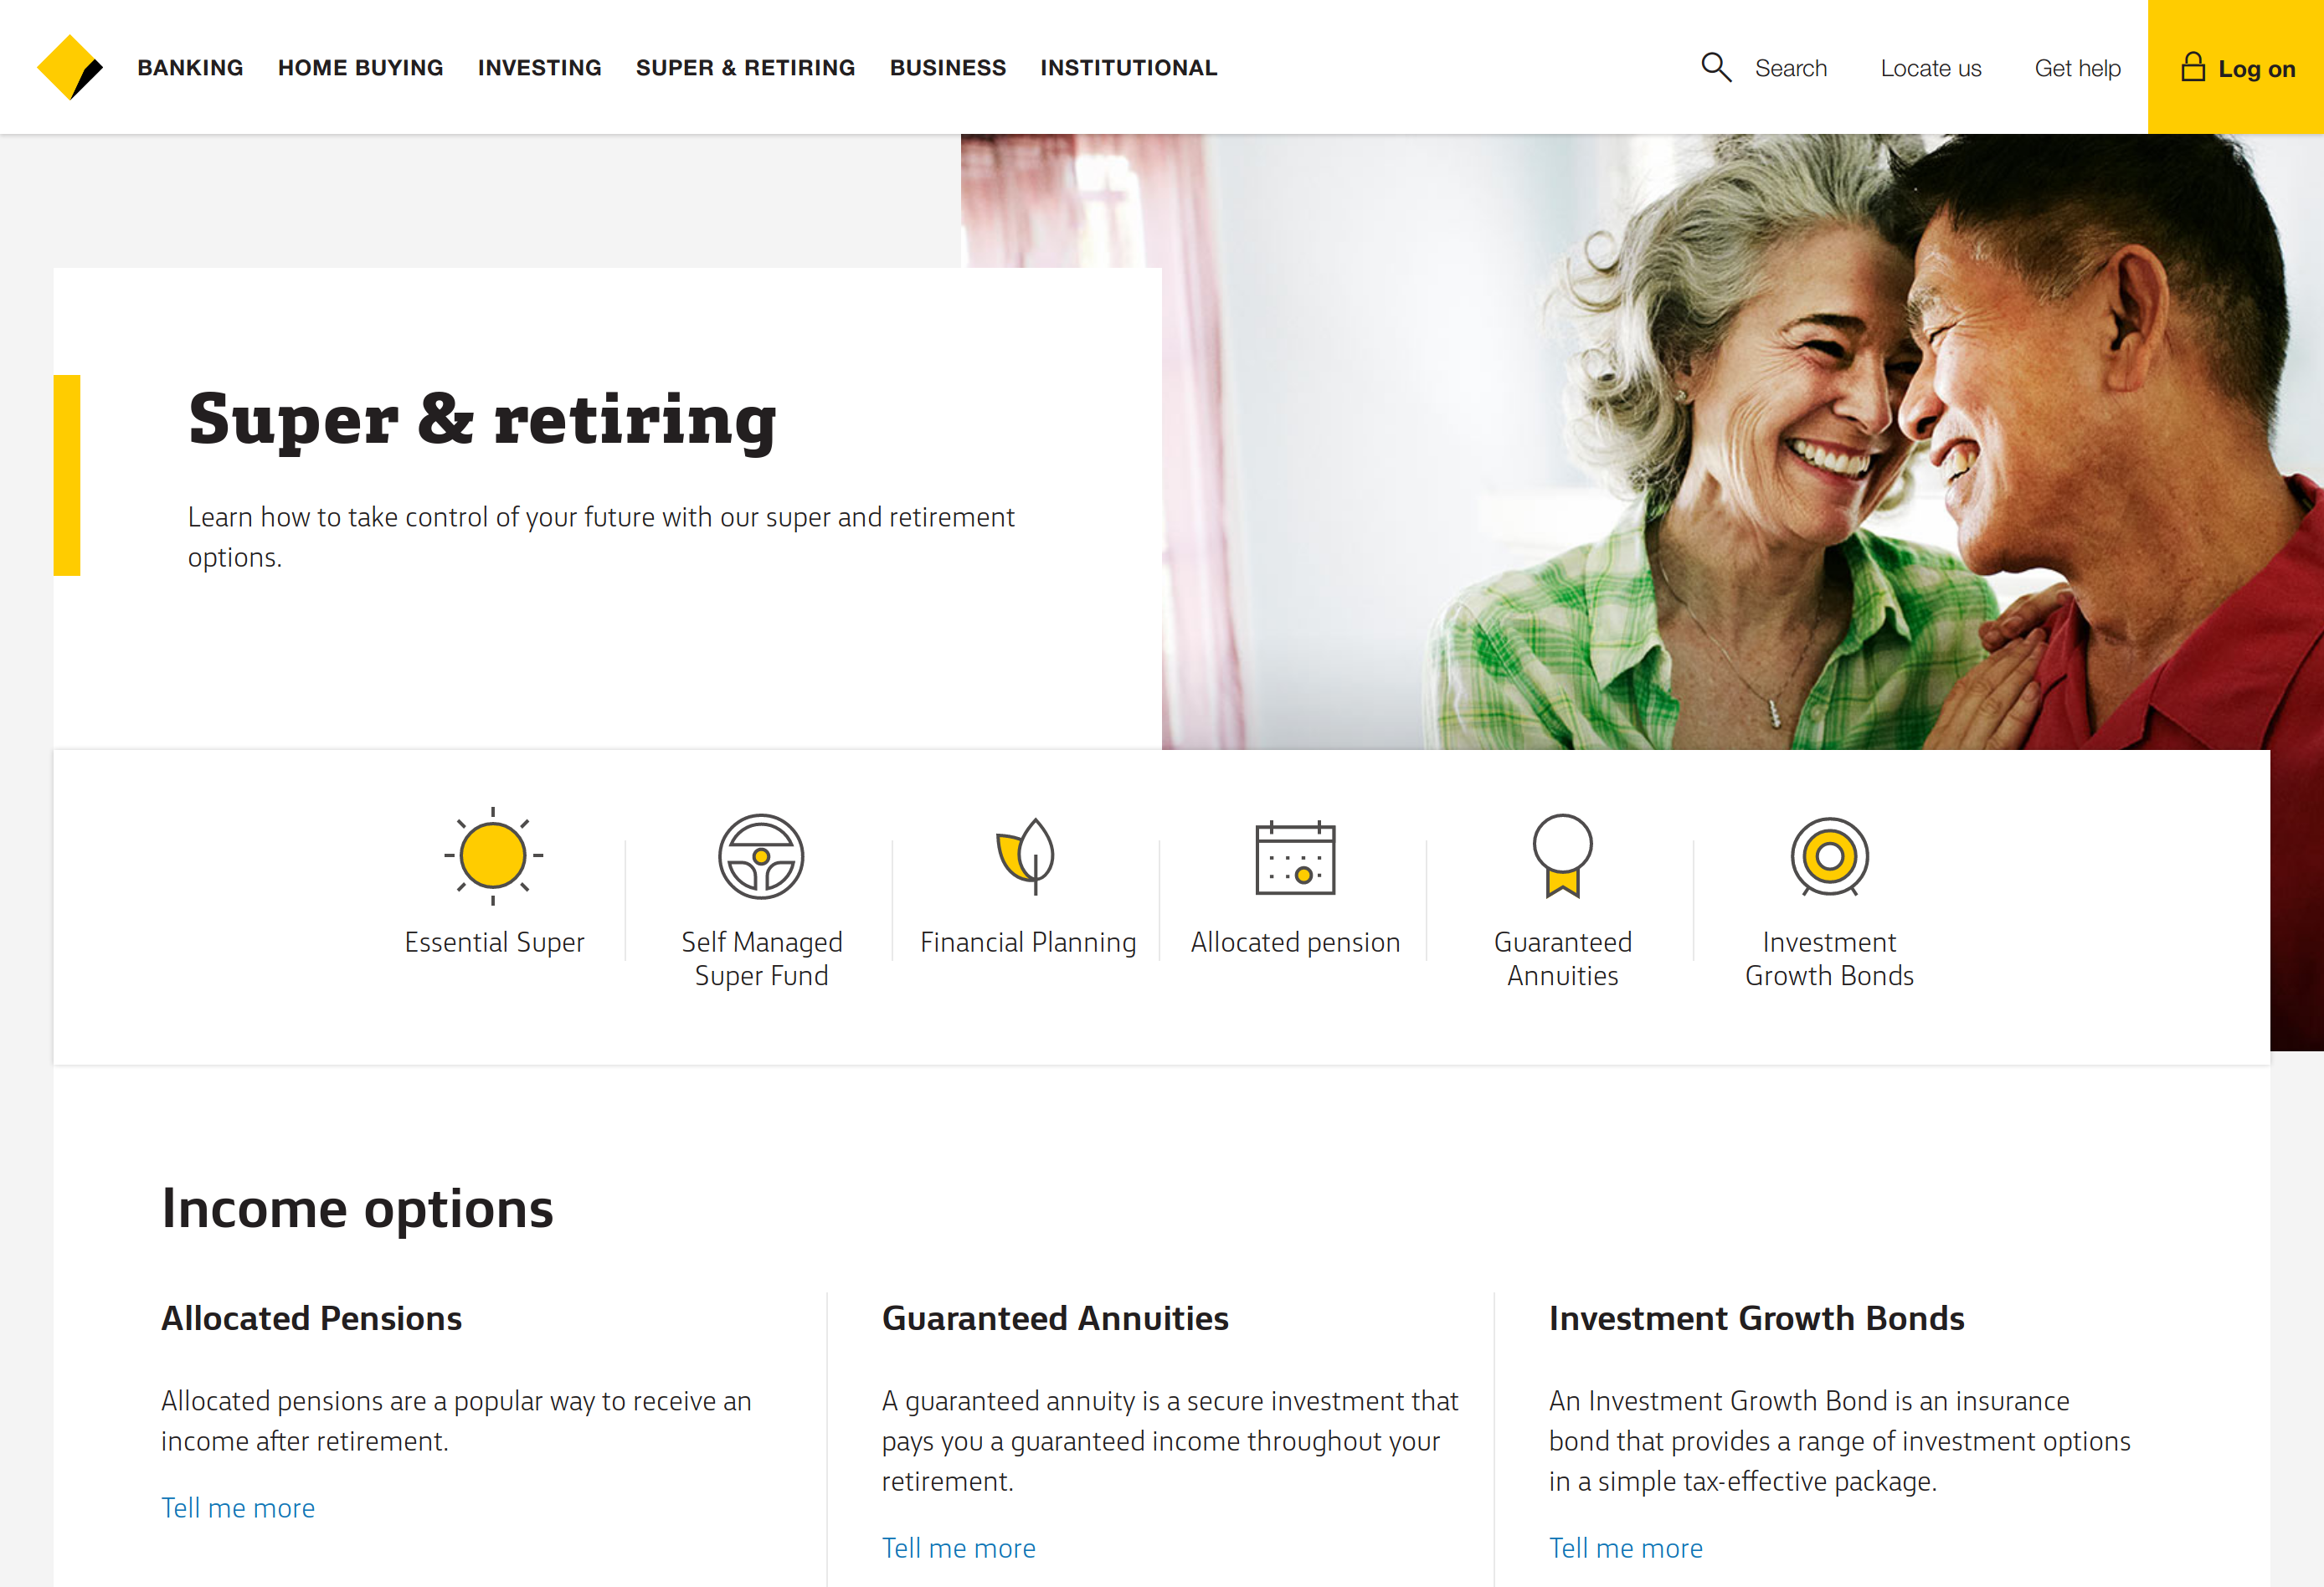 BANKING HOME BUYING INVESTING SUPER & RETIRING BUSINESS INSTITUTIONAL Search Locate us Get help Log on
Super & retiring
Learn how to take control of your future with our super and retirement
options.
Essential Super
Self Managed
Super Fund
Financial Planning
Allocated pension
Guaranteed
Annuities
Investment
Growth Bonds
Income options
Allocated Pensions
Allocated pensions are a popular way to receive an
income after retirement.
Tell me more
Guaranteed Annuities
A guaranteed annuity is a secure investment that
pays you a guaranteed income throughout your
retirement.
Tell me more
Investment Growth Bonds
An Investment Growth Bond is an insurance
bond that provides a range of investment options
in a simple tax-effective package.
Tell me more